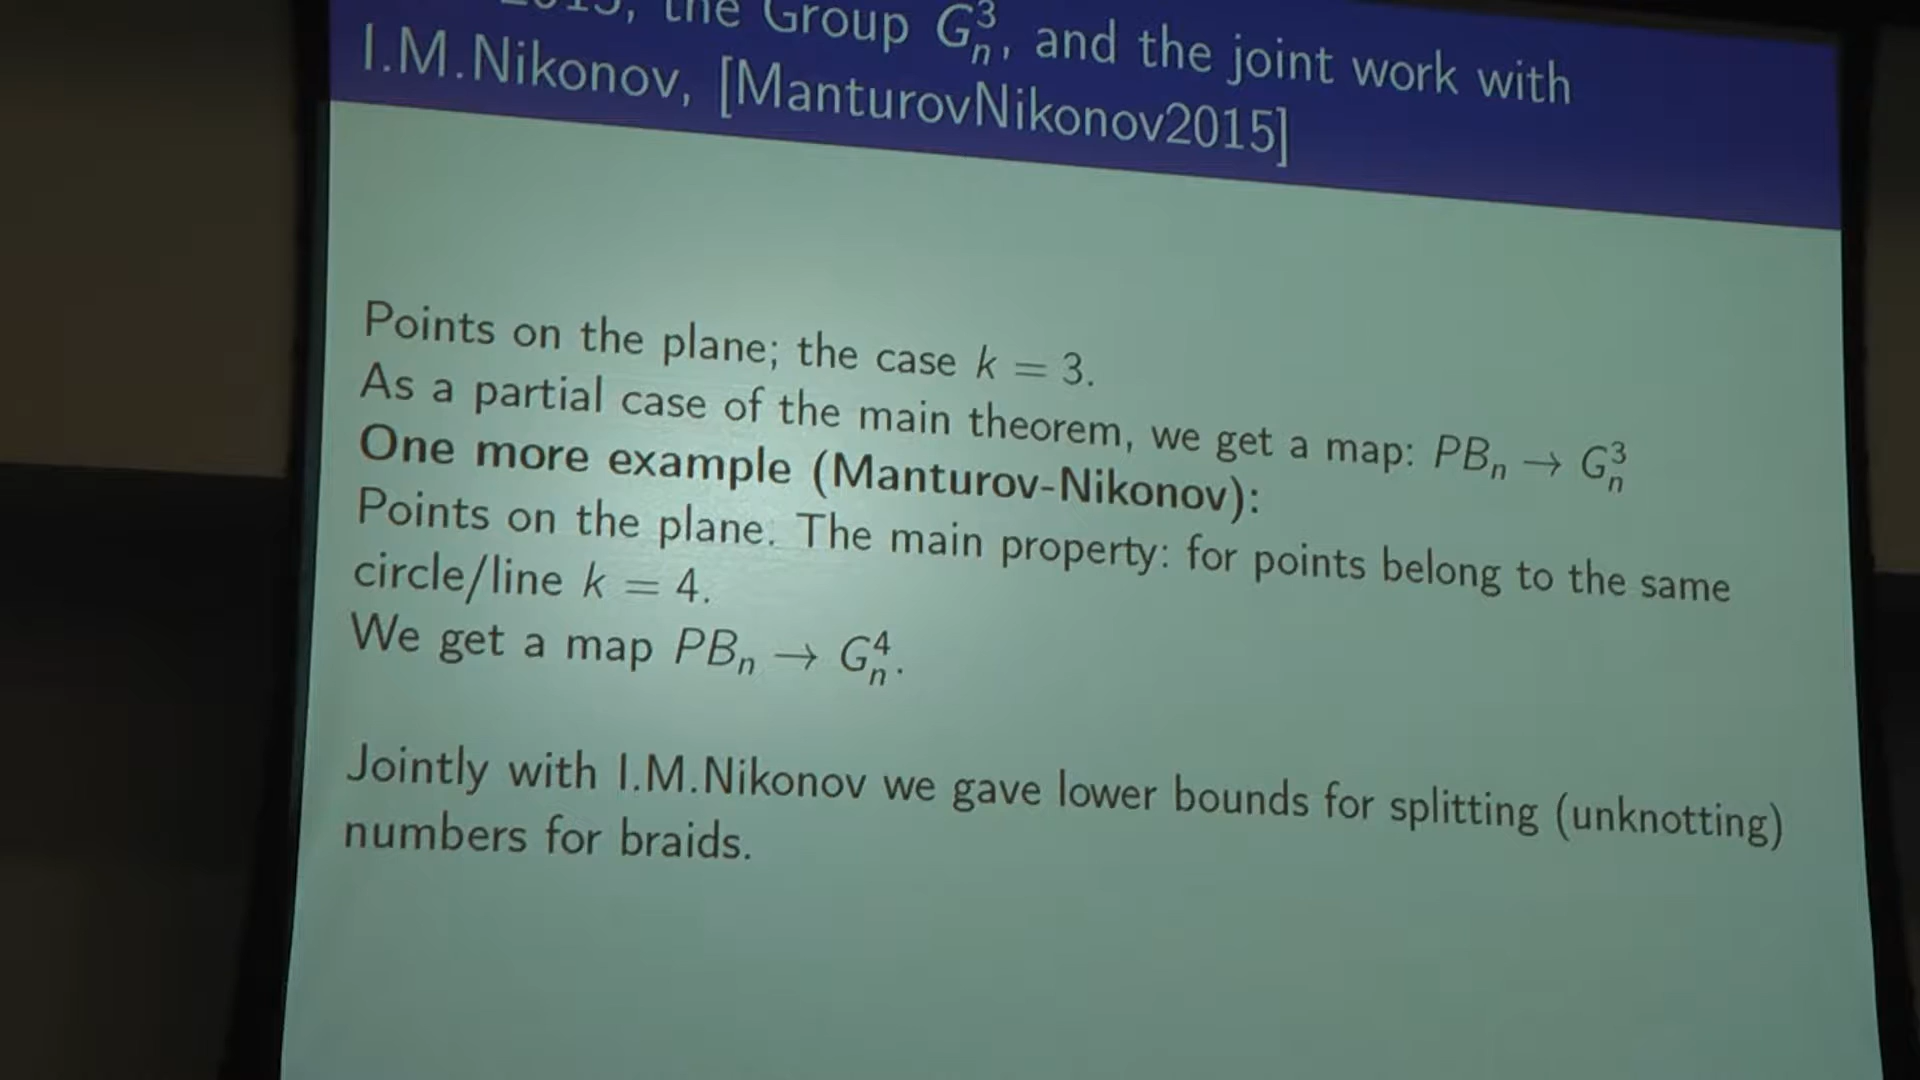 2015, the Group G_n^3, and the joint work with
I.M.Nikonov, [ManturovNikonov2015]
Points on the plane; the case k = 3.
As a partial case of the main theorem, we get a map: PB_n → G_n^3
One more example (Manturov-Nikonov):
Points on the plane. The main property: for points belong to the same
circle/line k = 4.
We get a map PB_n → G_n^4.
Jointly with I.M.Nikonov we gave lower bounds for splitting (unknotting)
numbers for braids.